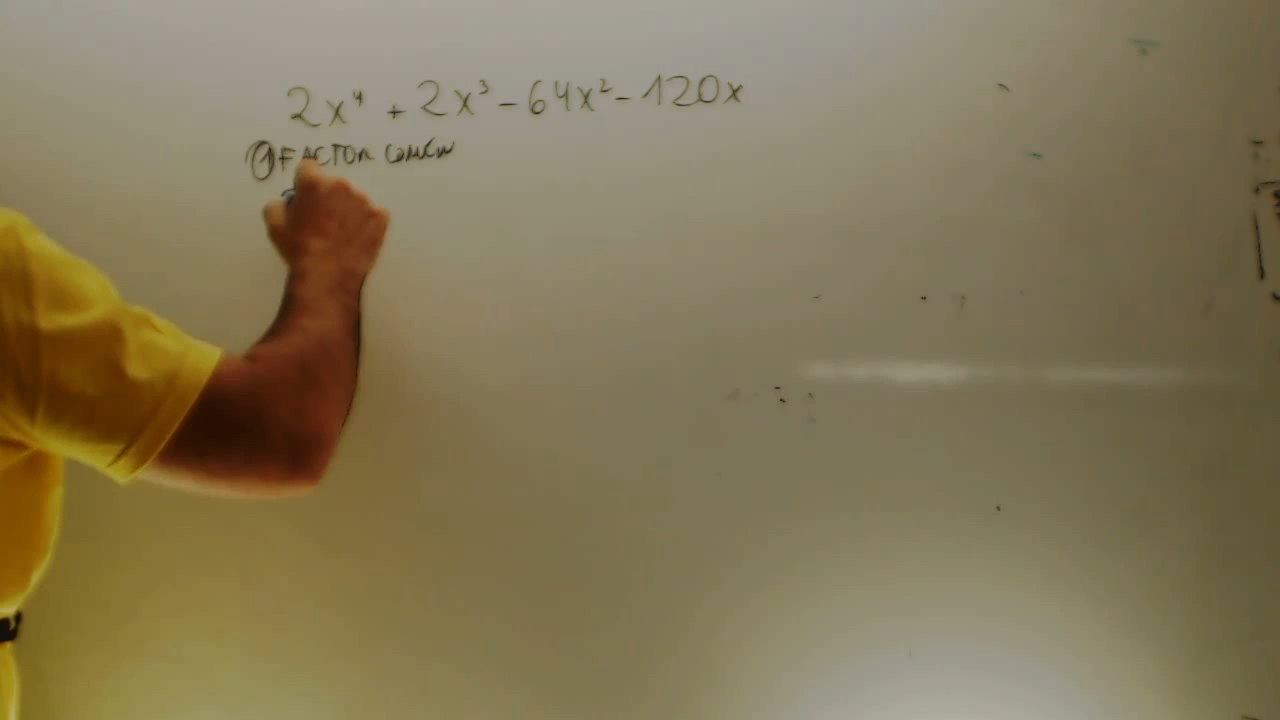 2x⁴ + 2x³ - 64x² - 120x
① FACTOR COMÚN